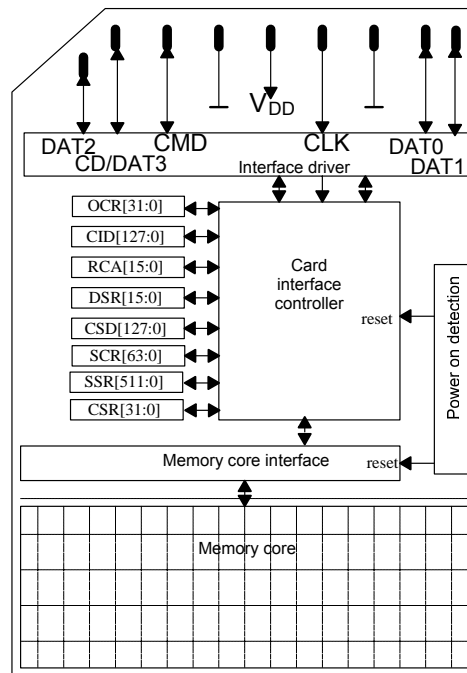 V_DD
DAT2
CMD
CLK
DAT0
CD/DAT3
DAT1
Interface driver
OCR[31:0]
CID[127:0]
RCA[15:0]
DSR[15:0]
CSD[127:0]
SCR[63:0]
SSR[511:0]
CSR[31:0]
Card
interface
controller
reset
Power on detection
Memory core interface
reset
Memory core